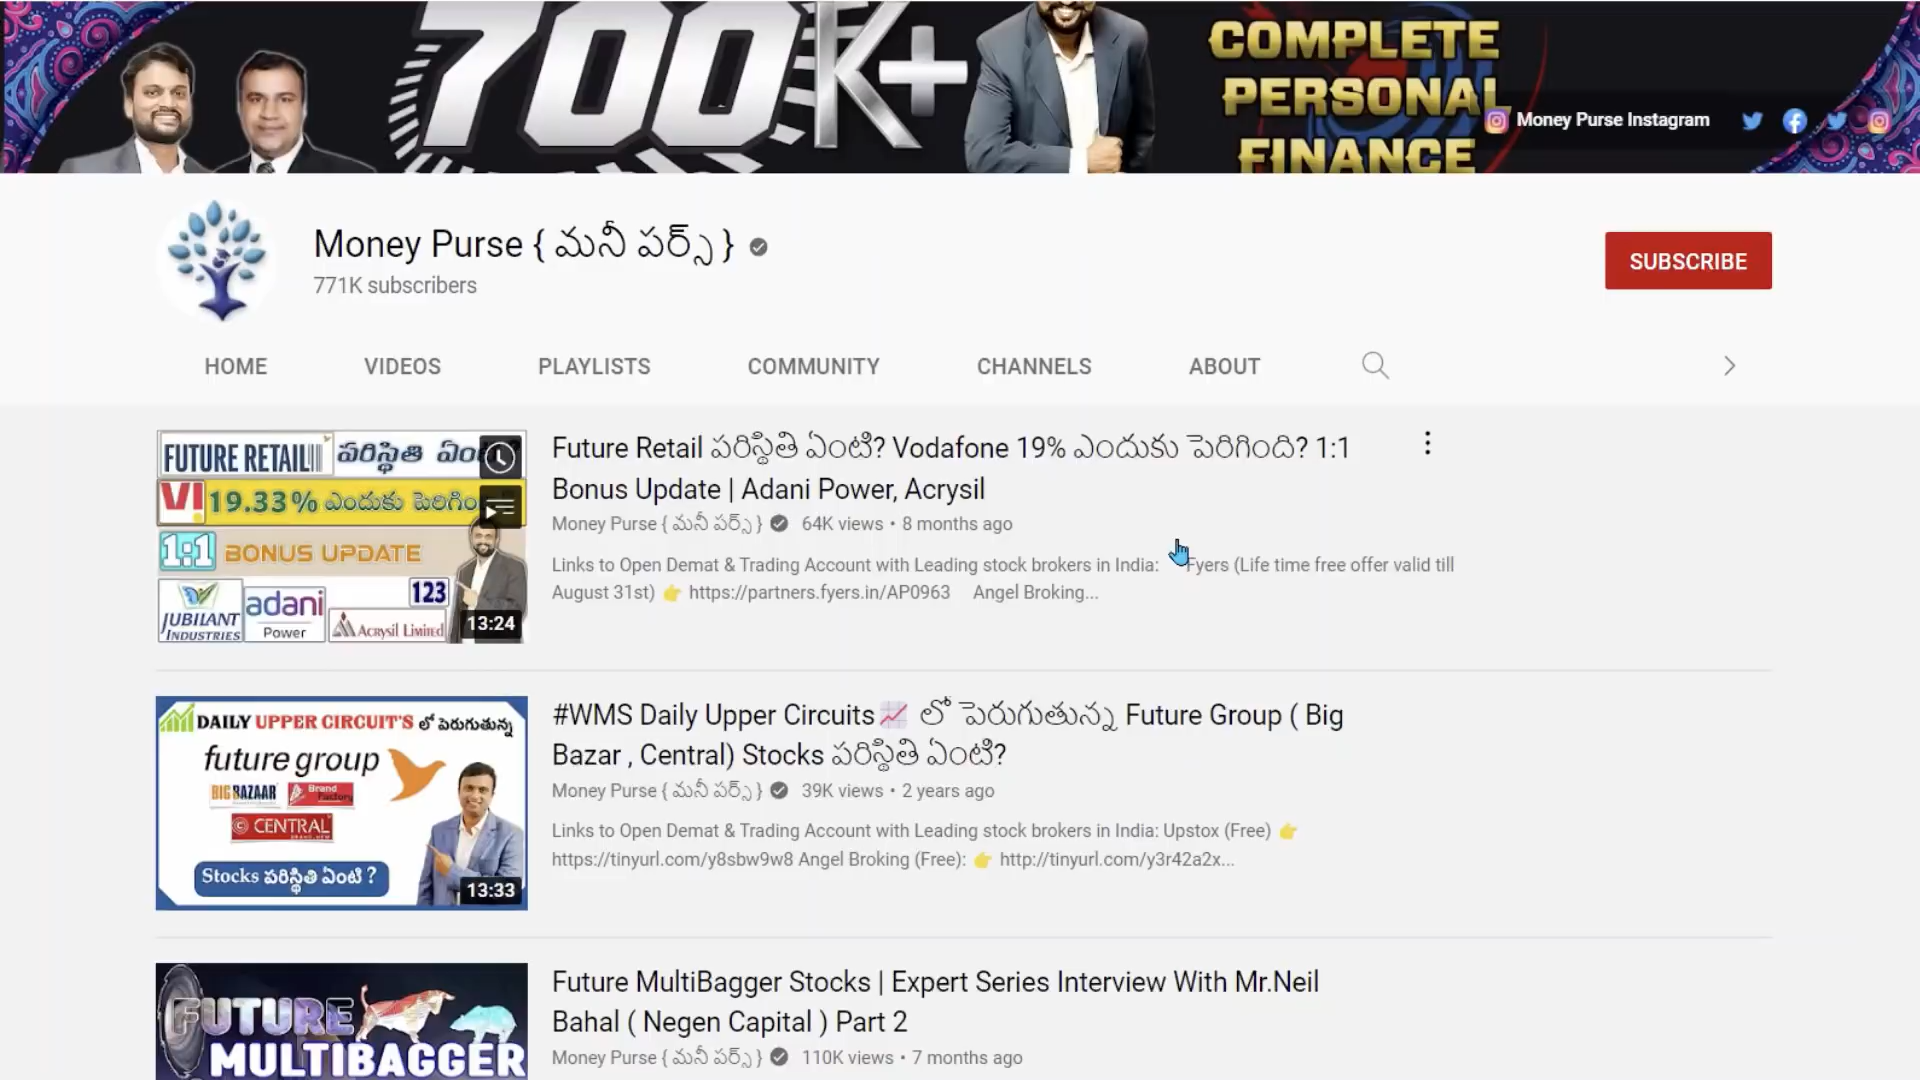 700K+
COMPLETE
PERSONAL
FINANCE
Money Purse Instagram
Money Purse { మనీ పర్స్ }
771K subscribers
SUBSCRIBE
HOME
VIDEOS
PLAYLISTS
COMMUNITY
CHANNELS
ABOUT
FUTURE RETAIL పరిస్థితి
VI! 19.33% ఎందుకు
1:1 BONUS UPDATE
123
JUBILANT
INDUSTRIES
adani
Power
Acrysil Limited
13:24
Future Retail పరిస్థితి ఏంటి? Vodafone 19% ఎందుకు పెరిగింది? 1:1
Bonus Update | Adani Power, Acrysil
Money Purse { మనీ పర్స్ } 64K views • 8 months ago
Links to Open Demat & Trading Account with Leading stock brokers in India: Fyers (Life time free offer valid till
August 31st) 👉 https://partners.fyers.in/AP0963 Angel Broking...
DAILY UPPER CIRCUIT'S లో పెరుగుతున్న
future group
BIG BAZAAR
Brand
Factory
CENTRAL
Stocks పరిస్థితి ఏంటి ?
13:33
#WMS Daily Upper Circuits📈 లో పెరుగుతున్న Future Group ( Big
Bazar , Central) Stocks పరిస్థితి ఏంటి?
Money Purse { మనీ పర్స్ } 39K views • 2 years ago
Links to Open Demat & Trading Account with Leading stock brokers in India: Upstox (Free) 👉
https://tinyurl.com/y8sbw9w8 Angel Broking (Free): 👉 http://tinyurl.com/y3r42a2x...
FUTURE
MULTIBAGGER
Future MultiBagger Stocks | Expert Series Interview With Mr.Neil
Bahal ( Negen Capital ) Part 2
Money Purse { మనీ పర్స్ } 110K views • 7 months ago